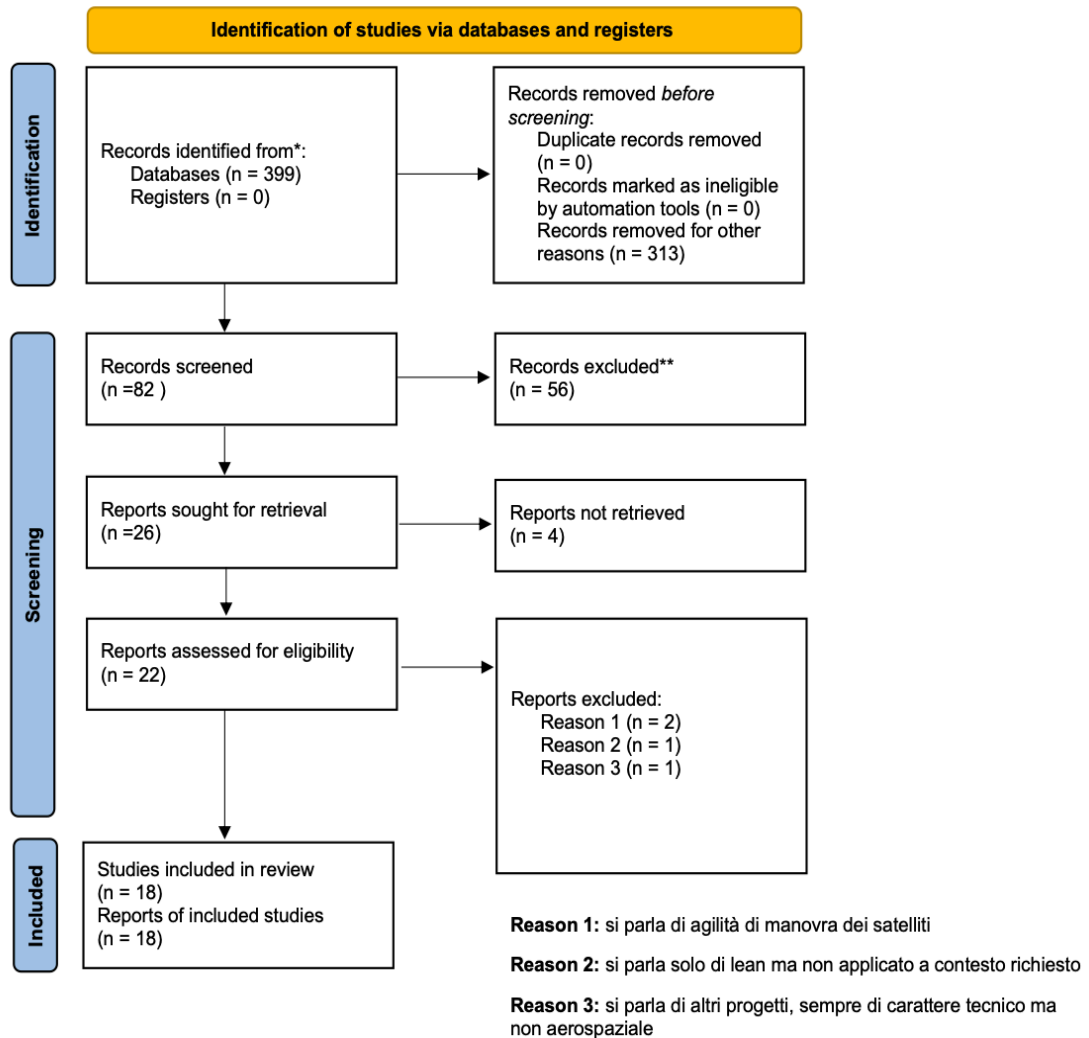 Identification of studies via databases and registers
Identification
Records identified from*:
Databases (n = 399)
Registers (n = 0)
Records removed before
screening:
Duplicate records removed
(n = 0)
Records marked as ineligible
by automation tools (n = 0)
Records removed for other
reasons (n = 313)
Screening
Records screened
(n =82 )
Records excluded**
(n = 56)
Reports sought for retrieval
(n =26)
Reports not retrieved
(n = 4)
Reports assessed for eligibility
(n = 22)
Reports excluded:
Reason 1 (n = 2)
Reason 2 (n = 1)
Reason 3 (n = 1)
Included
Studies included in review
(n = 18)
Reports of included studies
(n = 18)
Reason 1: si parla di agilità di manovra dei satelliti
Reason 2: si parla solo di lean ma non applicato a contesto richiesto
Reason 3: si parla di altri progetti, sempre di carattere tecnico ma
non aerospaziale